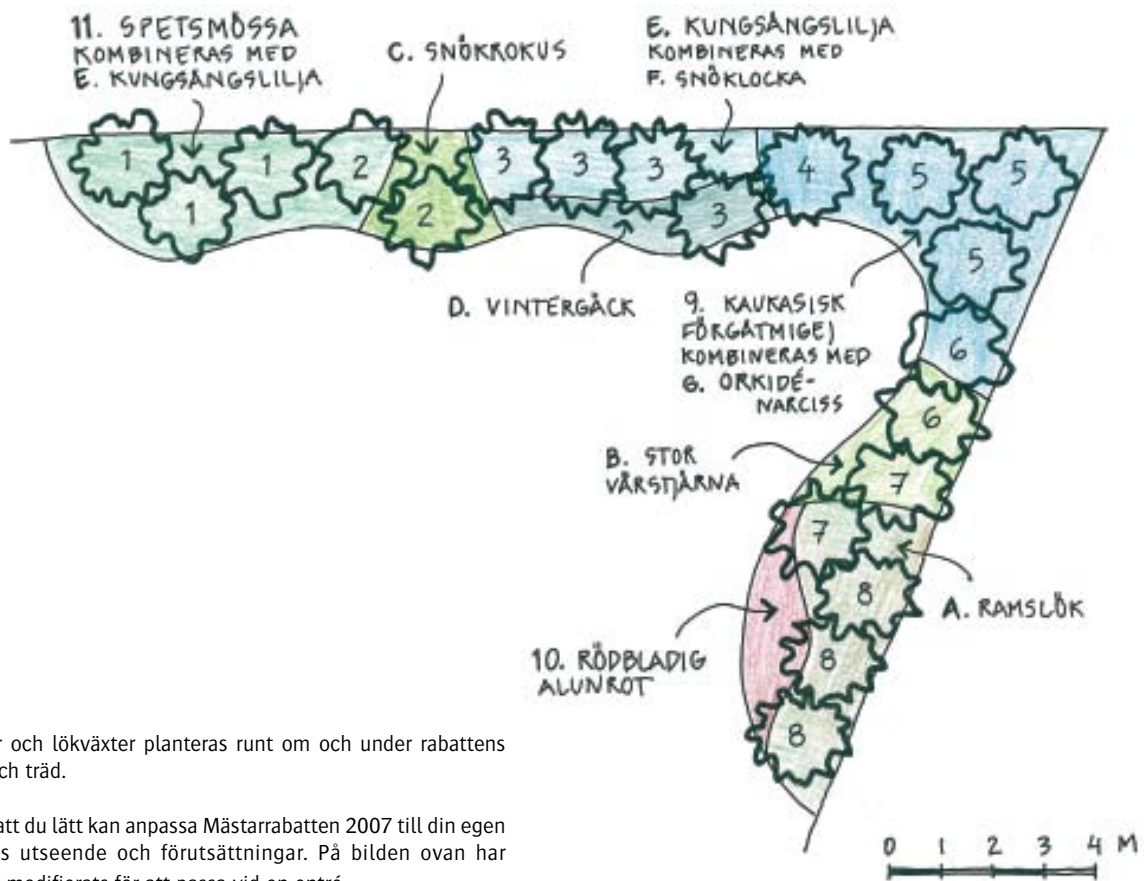 11. SPETSMÖSSA
KOMBINERAS MED
E. KUNGSÄNGSLILJA
C. SNÖKROKUS
E. KUNGSÄNGSLILJA
KOMBINERAS MED
F. SNÖKLOCKA
1
1
2
3
3
3
4
5
5
1
2
3
5
D. VINTERGÄCK
9. KAUKASISK
FÖRGÄTMIGEJ
KOMBINERAS MED
G. ORKIDÉ-
NARCISS
6
6
B. STOR
VÅRSTJÄRNA
7
7
8
A. RAMSLÖK
10. RÖDBLADIG
ALUNROT
8
8
och lökväxter planteras runt om och under rabattens
och träd.
att du lätt kan anpassa Mästarrabatten 2007 till din egen
utseende och förutsättningar. På bilden ovan har
0 1 2 3 4 M